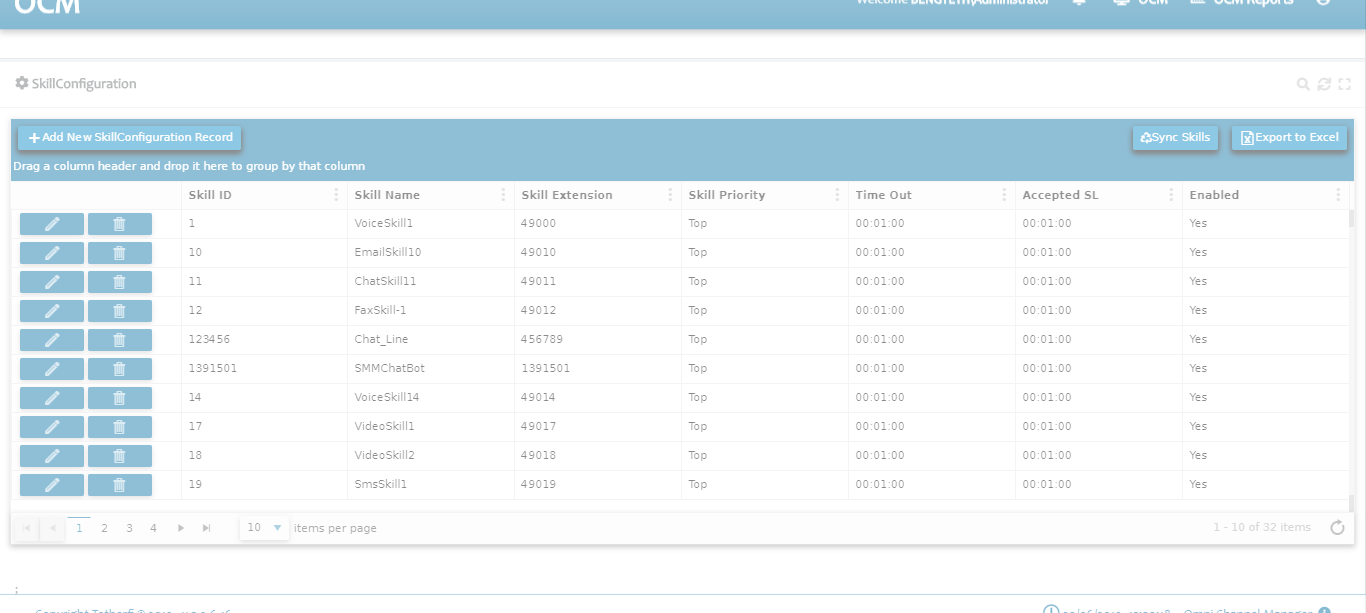 OCM Welcome BENGTETH\Administrator OCM OCM Reports
SkillConfiguration
Add New SkillConfiguration Record Sync Skills Export to Excel
Drag a column header and drop it here to group by that column
Skill ID Skill Name Skill Extension Skill Priority Time Out Accepted SL Enabled
1 VoiceSkill1 49000 Top 00:01:00 00:01:00 Yes
10 EmailSkill10 49010 Top 00:01:00 00:01:00 Yes
11 ChatSkill11 49011 Top 00:01:00 00:01:00 Yes
12 FaxSkill-1 49012 Top 00:01:00 00:01:00 Yes
123456 Chat_Line 456789 Top 00:01:00 00:01:00 Yes
1391501 SMMChatBot 1391501 Top 00:01:00 00:01:00 Yes
14 VoiceSkill14 49014 Top 00:01:00 00:01:00 Yes
17 VideoSkill1 49017 Top 00:01:00 00:01:00 Yes
18 VideoSkill2 49018 Top 00:01:00 00:01:00 Yes
19 SmsSkill1 49019 Top 00:01:00 00:01:00 Yes
1 2 3 4 10 items per page 1 - 10 of 32 items
;
Copyright Tetherfi © Omni Channel Manager